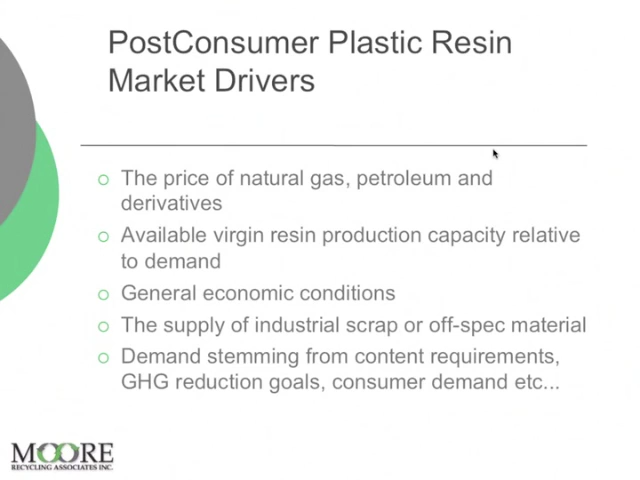 PostConsumer Plastic Resin
Market Drivers
The price of natural gas, petroleum and
derivatives
Available virgin resin production capacity relative
to demand
General economic conditions
The supply of industrial scrap or off-spec material
Demand stemming from content requirements,
GHG reduction goals, consumer demand etc...
MOORE
RECYCLING ASSOCIATES INC.